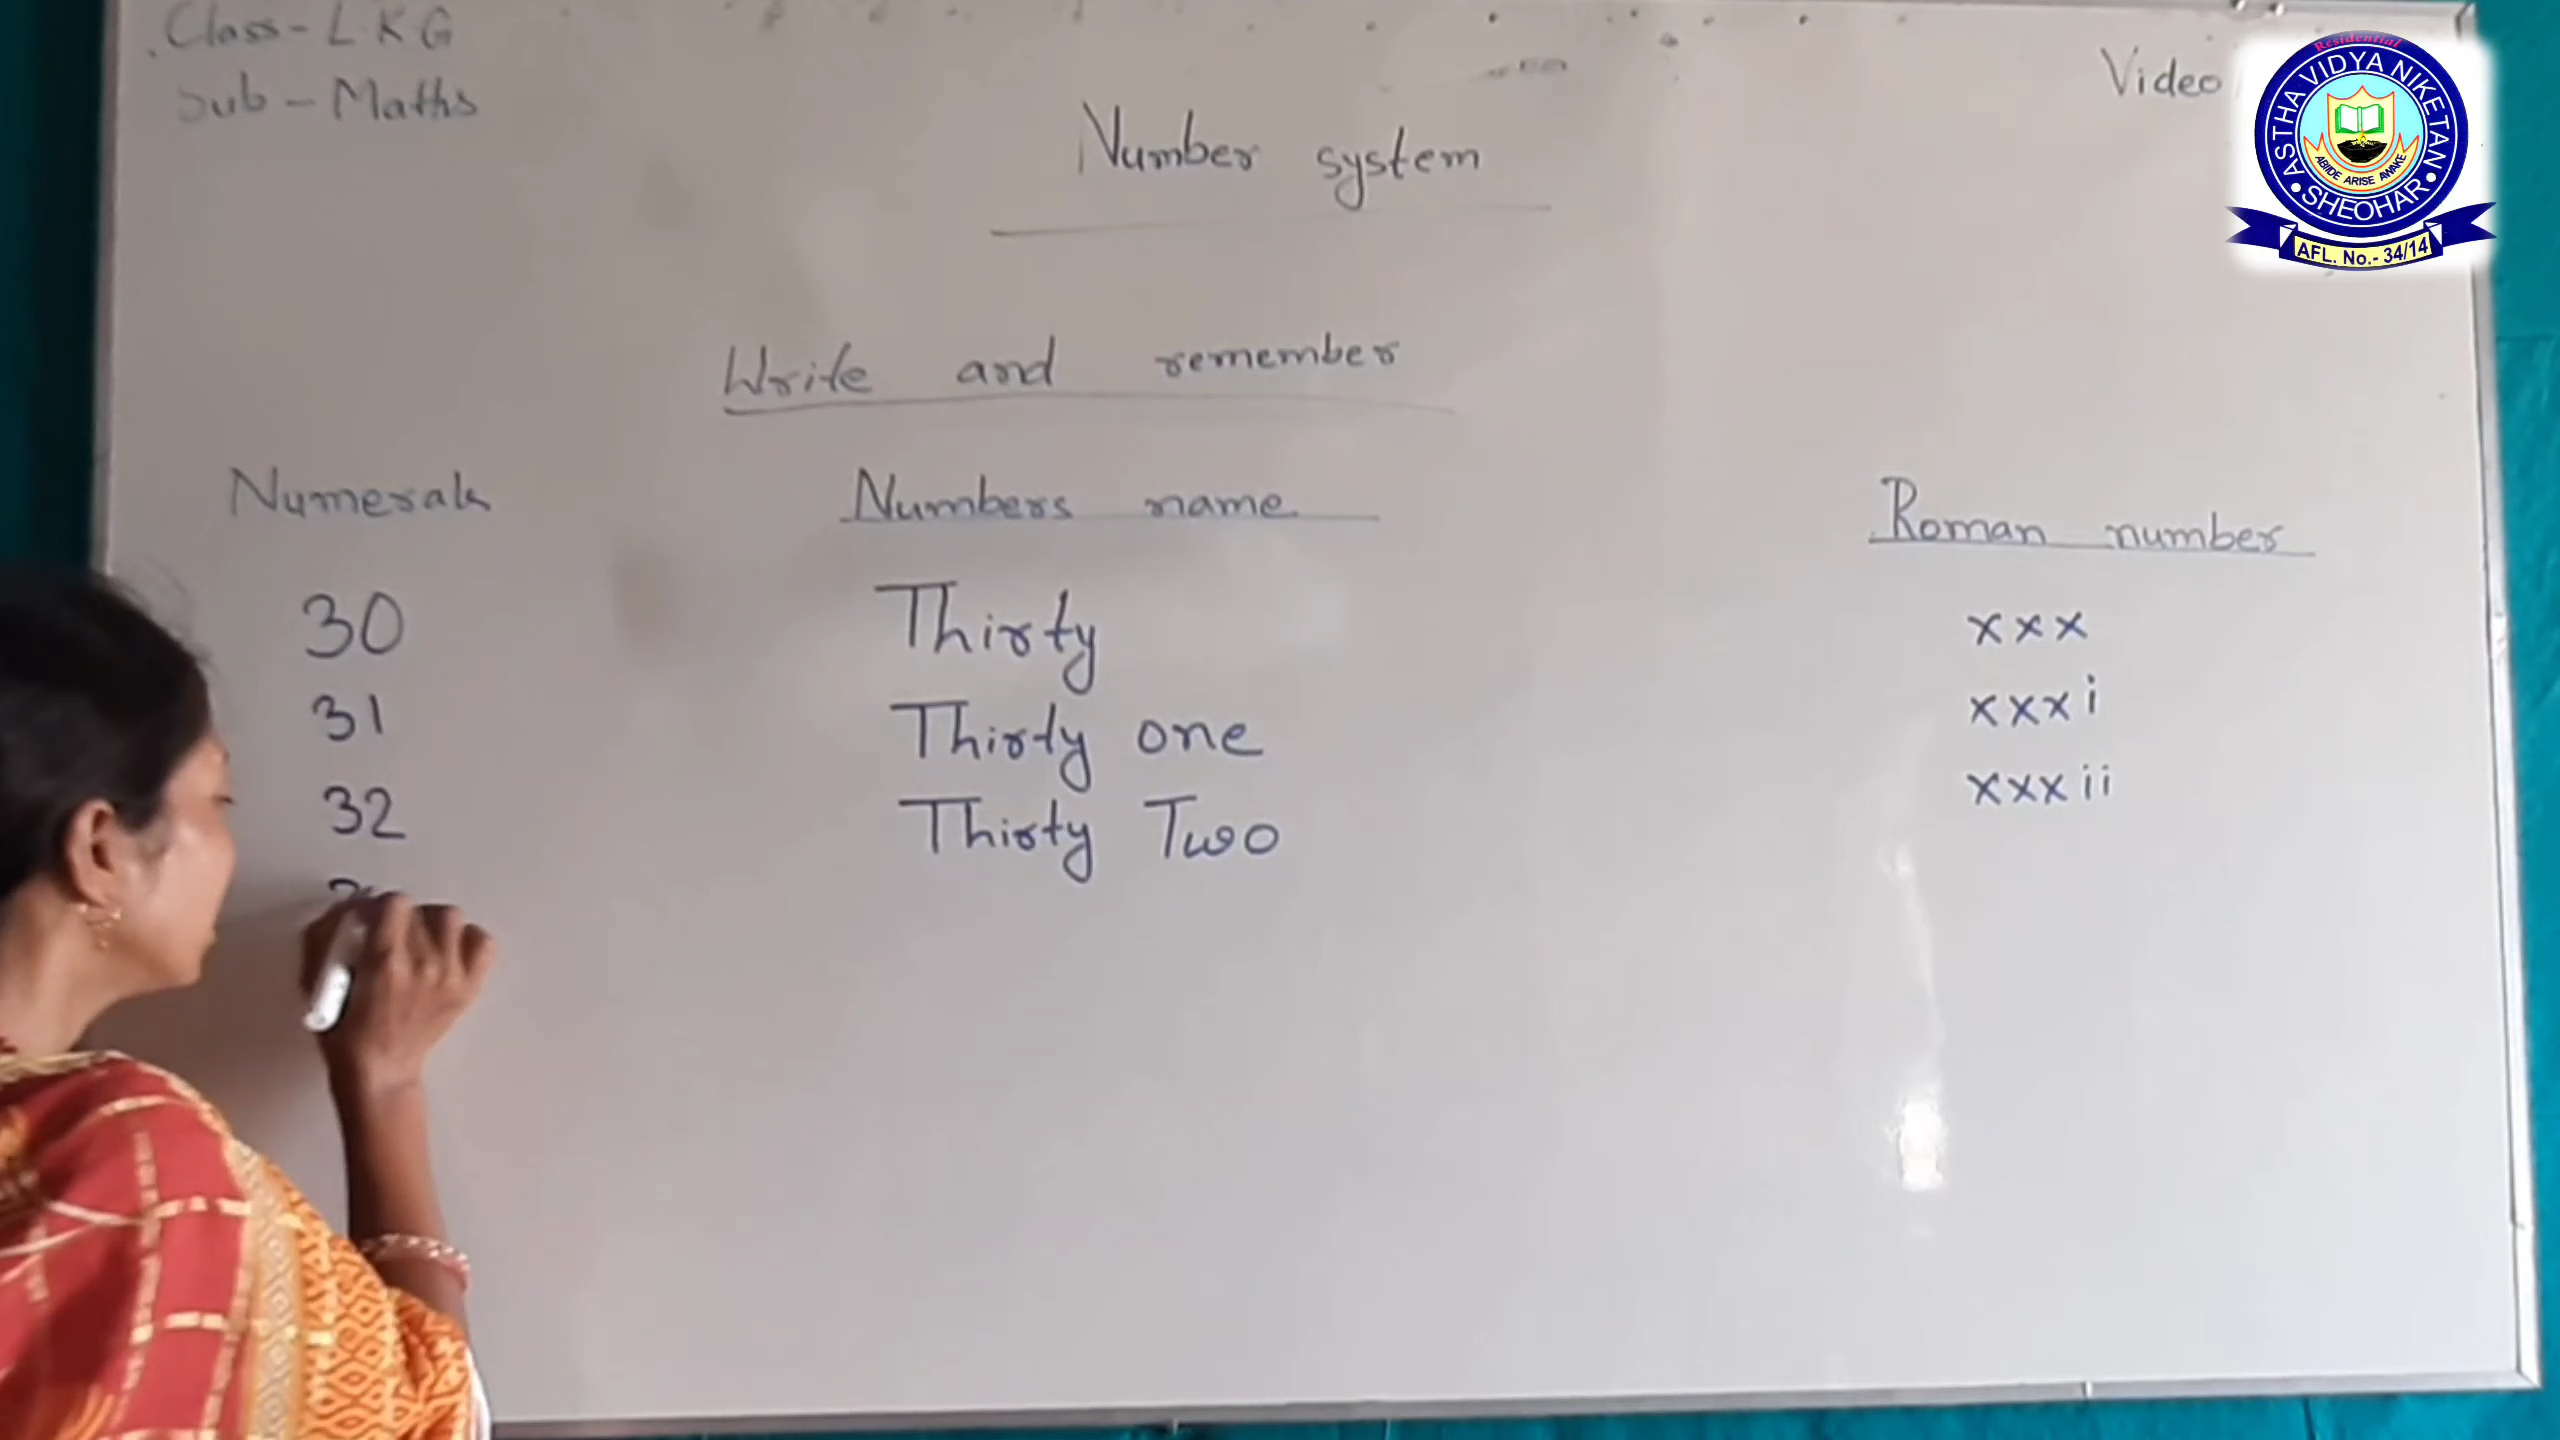 Class - L.K.G
Sub - Maths
Video
Number system
Write and remember
Numerals Numbers name Roman number
30 Thirty xxx
31 Thirty one xxxi
32 Thirty Two xxxii
Residential
ASTHA VIDYA NIKETAN
ABIDE ARISE AWAKE
SHEOHAR
AFL. No.- 34/14